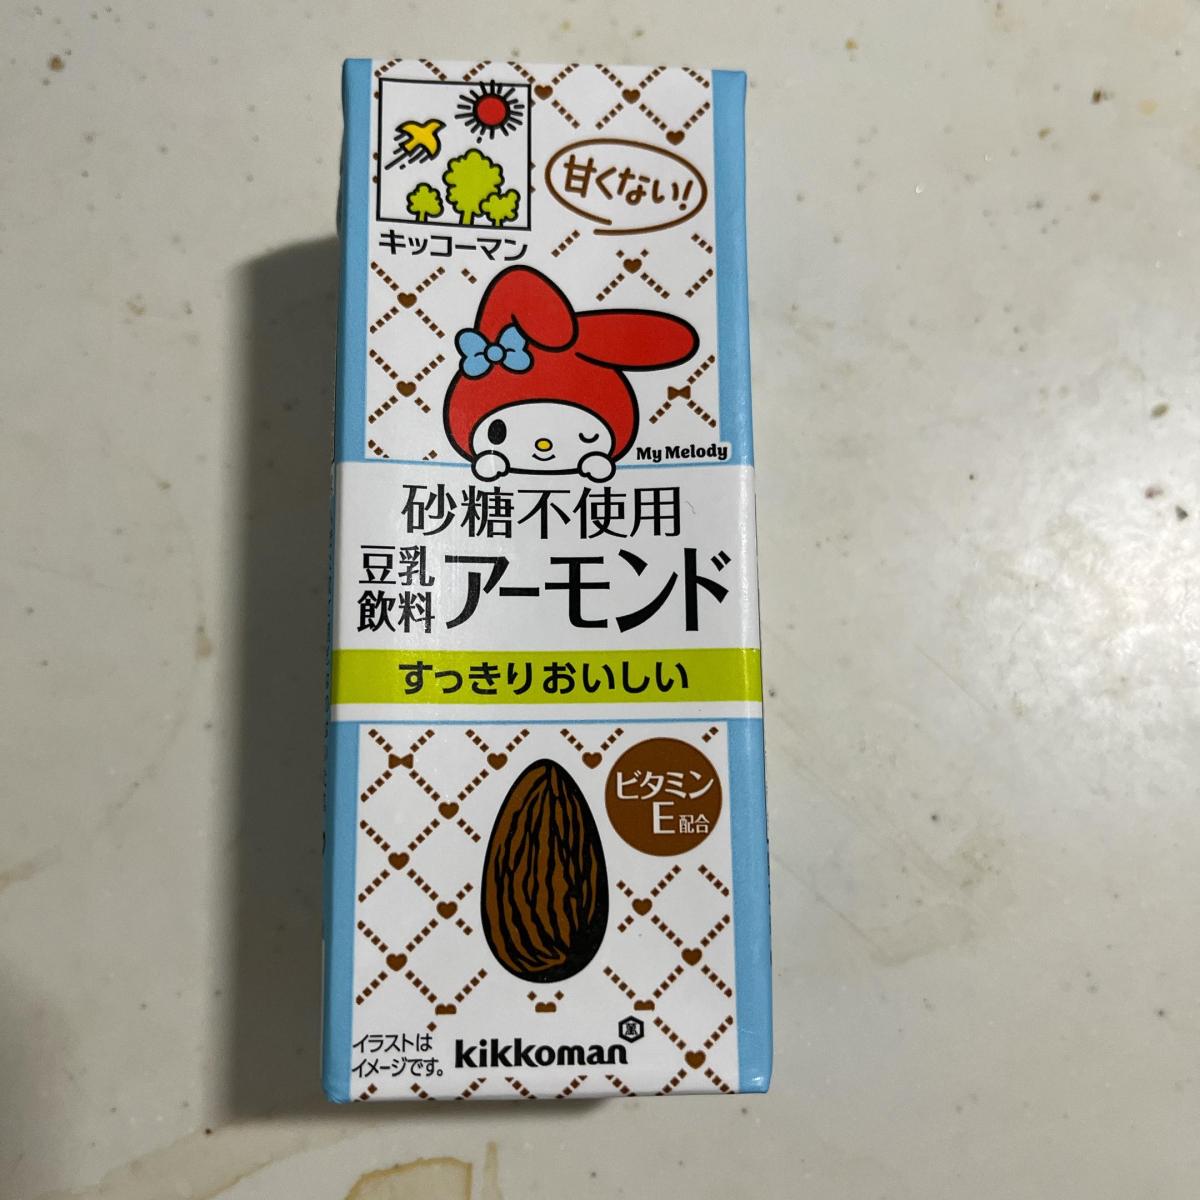 甘くない!
キッコーマン
My Melody
砂糖不使用
豆乳
飲料
アーモンド
すっきりおいしい
ビタミン
E配合
イラストは
イメージです。
kikkoman
萬